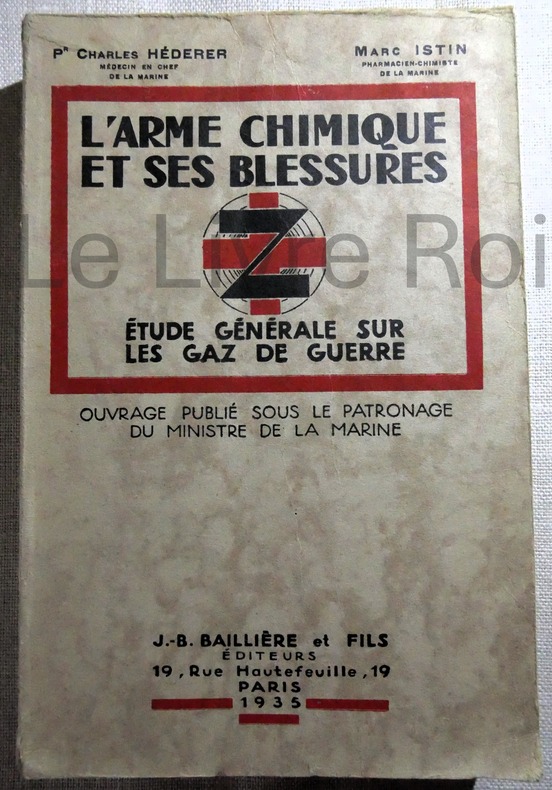 Pr CHARLES HÉDERER
MÉDECIN EN CHEF
DE LA MARINE
MARC ISTIN
PHARMACIEN-CHIMISTE
DE LA MARINE
L'ARME CHIMIQUE
ET SES BLESSURES
Z
Le Livre Roi
ÉTUDE GÉNÉRALE SUR
LES GAZ DE GUERRE
OUVRAGE PUBLIÉ SOUS LE PATRONAGE
DU MINISTRE DE LA MARINE
J.-B. BAILLIÈRE et FILS
ÉDITEURS
19, Rue Hautefeuille, 19
PARIS
1935